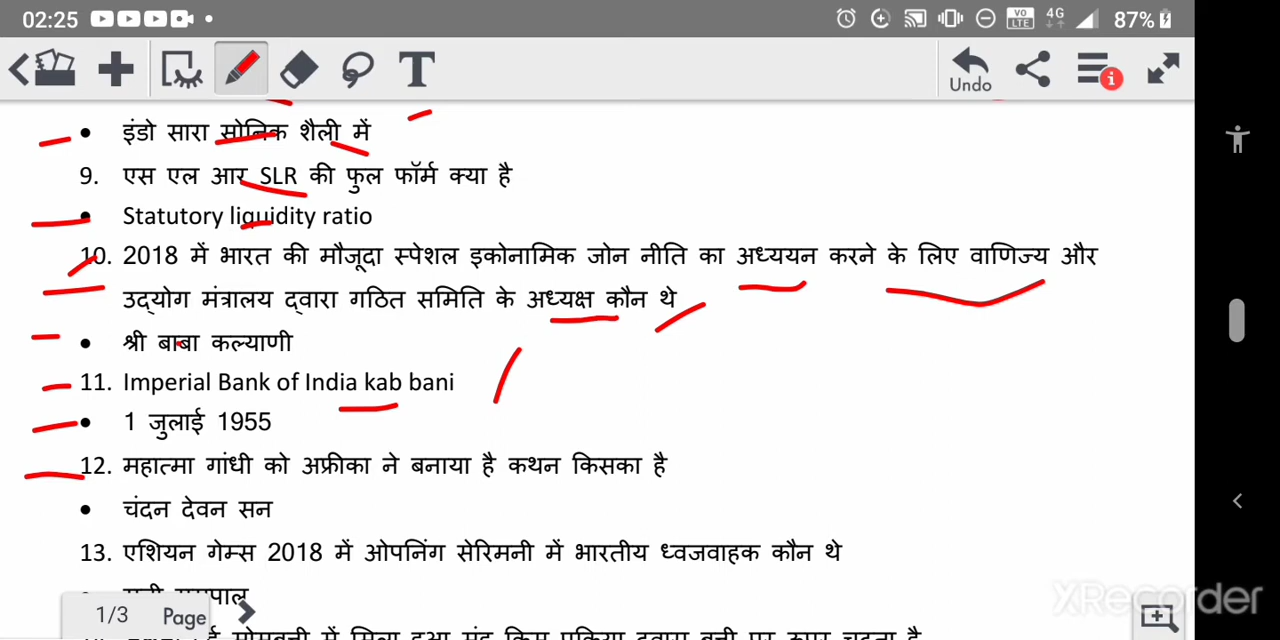 02:25
VO LTE 4G 87%
Undo
इंडो सारा सोनिक शैली में
9. एस एल आर SLR की फुल फॉर्म क्या है
• Statutory liquidity ratio
10. 2018 में भारत की मौजूदा स्पेशल इकोनामिक जोन नीति का अध्ययन करने के लिए वाणिज्य और
उद्योग मंत्रालय द्वारा गठित समिति के अध्यक्ष कौन थे
• श्री बाबा कल्याणी
11. Imperial Bank of India kab bani
• 1 जुलाई 1955
12. महात्मा गांधी को अफ्रीका ने बनाया है कथन किसका है
• चंदन देवन सन
13. एशियन गेम्स 2018 में ओपनिंग सेरिमनी में भारतीय ध्वजवाहक कौन थे
1/3 Page
XRecorder